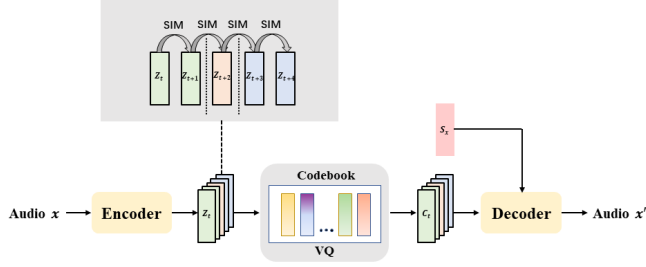 SIM SIM SIM SIM
Z_t Z_{t+1} Z_{t+2} Z_{t+3} Z_{t+4}
S_x
Codebook
Audio x Encoder Z_t ... C_t Decoder Audio x'
VQ